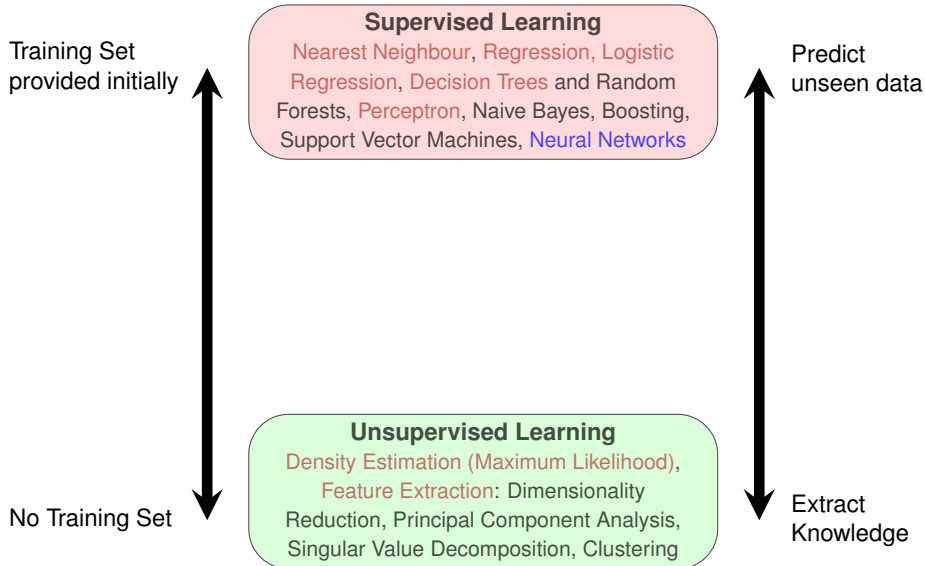 Supervised Learning
Nearest Neighbour, Regression, Logistic
Regression, Decision Trees and Random
Forests, Perceptron, Naive Bayes, Boosting,
Support Vector Machines, Neural Networks
Training Set
provided initially
Predict
unseen data
Unsupervised Learning
Density Estimation (Maximum Likelihood),
Feature Extraction: Dimensionality
Reduction, Principal Component Analysis,
Singular Value Decomposition, Clustering
No Training Set
Extract
Knowledge